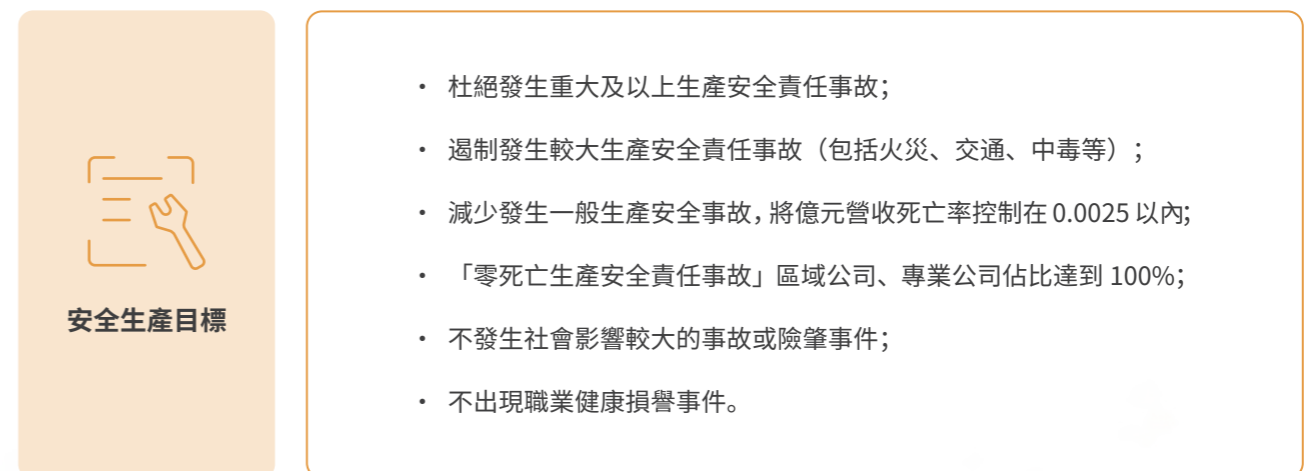 安全生產目標
· 杜絕發生重大及以上生產安全責任事故；
· 遏制發生較大生產安全責任事故（包括火災、交通、中毒等）；
· 減少發生一般生產安全事故，將億元營收死亡率控制在 0.0025 以內；
· 「零死亡生產安全責任事故」區域公司、專業公司佔比達到 100%；
· 不發生社會影響較大的事故或險肇事件；
· 不出現職業健康損譽事件。